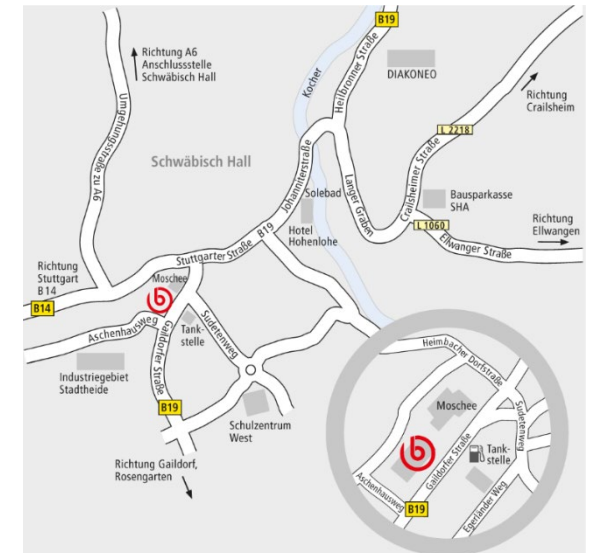 B19
Richtung A6
Anschlussstelle
Schwäbisch Hall
DIAKONEO
Kocher
Heilbronner Straße
Richtung
Crailsheim
Umgehungsstraße zu A6
L 2218
Schwäbisch Hall
Johanniterstraße
Solebad
Langer Graben
Crailsheimer Straße
Bausparkasse
SHA
L 1060
Richtung
Ellwangen
Hotel
Hohenlohe
Ellwanger Straße
Stuttgarter Straße
B19
Richtung
Stuttgart
B 14
Moschee
B14
Aschenhausweg
Gaildorfer Straße
Tank-
stelle
Sudetenweg
Industriegebiet
Stadtheide
B19
Schulzentrum
West
Richtung Gaildorf,
Rosengarten
Heimbacher Dorfstraße
Moschee
Sudetenweg
Gaildorfer Straße
Tank-
stelle
Aschenhausweg
B19
Egerländer Weg